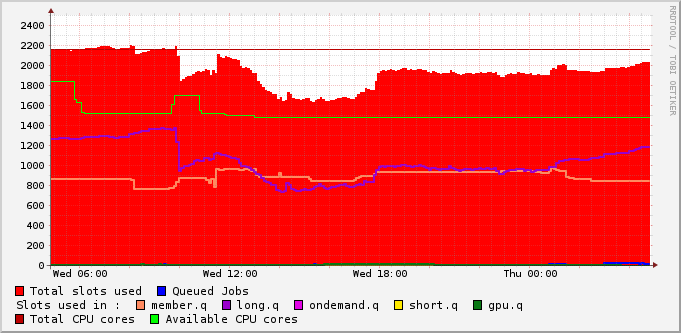 2400
2200
2000
1800
1600
1400
1200
1000
800
600
400
200
0
Wed 06:00 Wed 12:00 Wed 18:00 Thu 00:00
Total slots used Queued Jobs
Slots used in : member.q long.q ondemand.q short.q gpu.q
Total CPU cores Available CPU cores
RRDTOOL / TOBI OETIKER